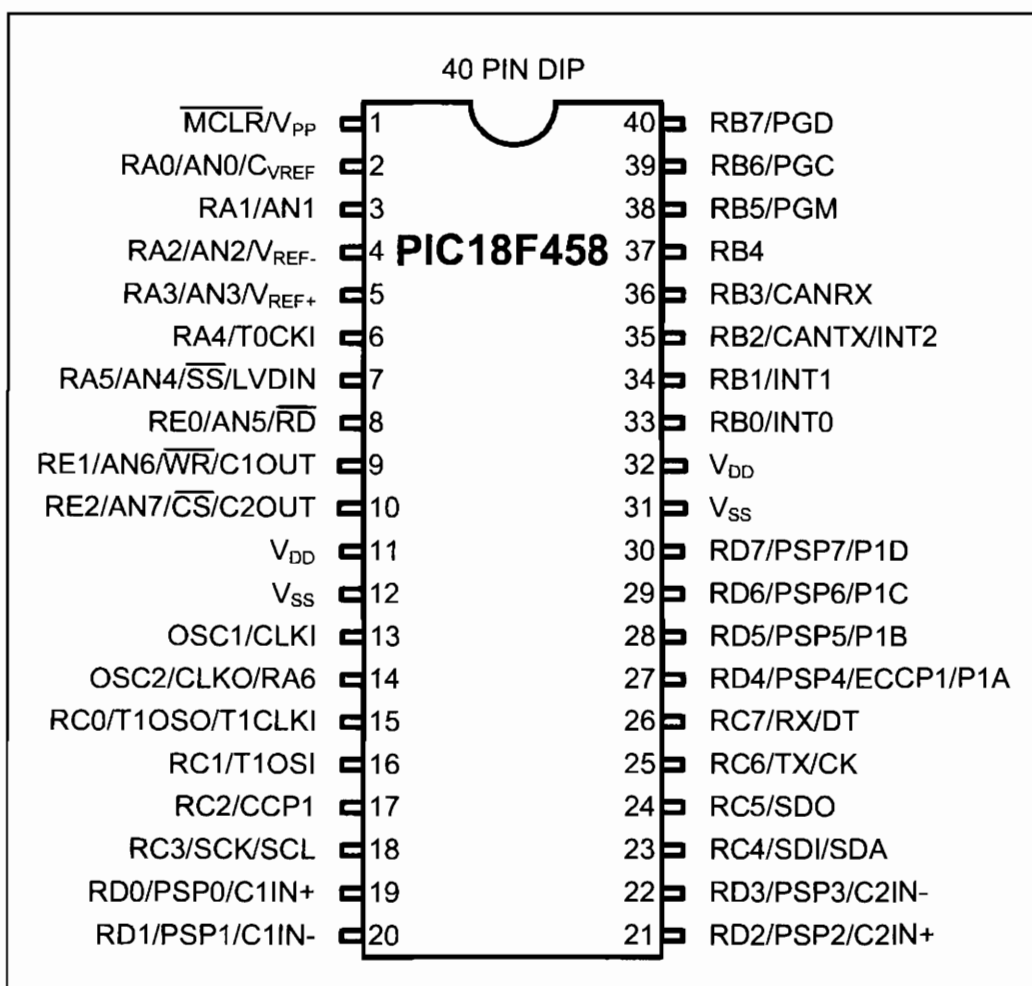 40 PIN DIP
M̅C̅L̅R̅/VPP 1 40 RB7/PGD
RA0/AN0/CVREF 2 39 RB6/PGC
RA1/AN1 3 38 RB5/PGM
RA2/AN2/VREF- 4 PIC18F458 37 RB4
RA3/AN3/VREF+ 5 36 RB3/CANRX
RA4/T0CKI 6 35 RB2/CANTX/INT2
RA5/AN4/S̅S̅/LVDIN 7 34 RB1/INT1
RE0/AN5/R̅D̅ 8 33 RB0/INT0
RE1/AN6/W̅R̅/C1OUT 9 32 VDD
RE2/AN7/C̅S̅/C2OUT 10 31 VSS
VDD 11 30 RD7/PSP7/P1D
VSS 12 29 RD6/PSP6/P1C
OSC1/CLKI 13 28 RD5/PSP5/P1B
OSC2/CLKO/RA6 14 27 RD4/PSP4/ECCP1/P1A
RC0/T1OSO/T1CLKI 15 26 RC7/RX/DT
RC1/T1OSI 16 25 RC6/TX/CK
RC2/CCP1 17 24 RC5/SDO
RC3/SCK/SCL 18 23 RC4/SDI/SDA
RD0/PSP0/C1IN+ 19 22 RD3/PSP3/C2IN-
RD1/PSP1/C1IN- 20 21 RD2/PSP2/C2IN+